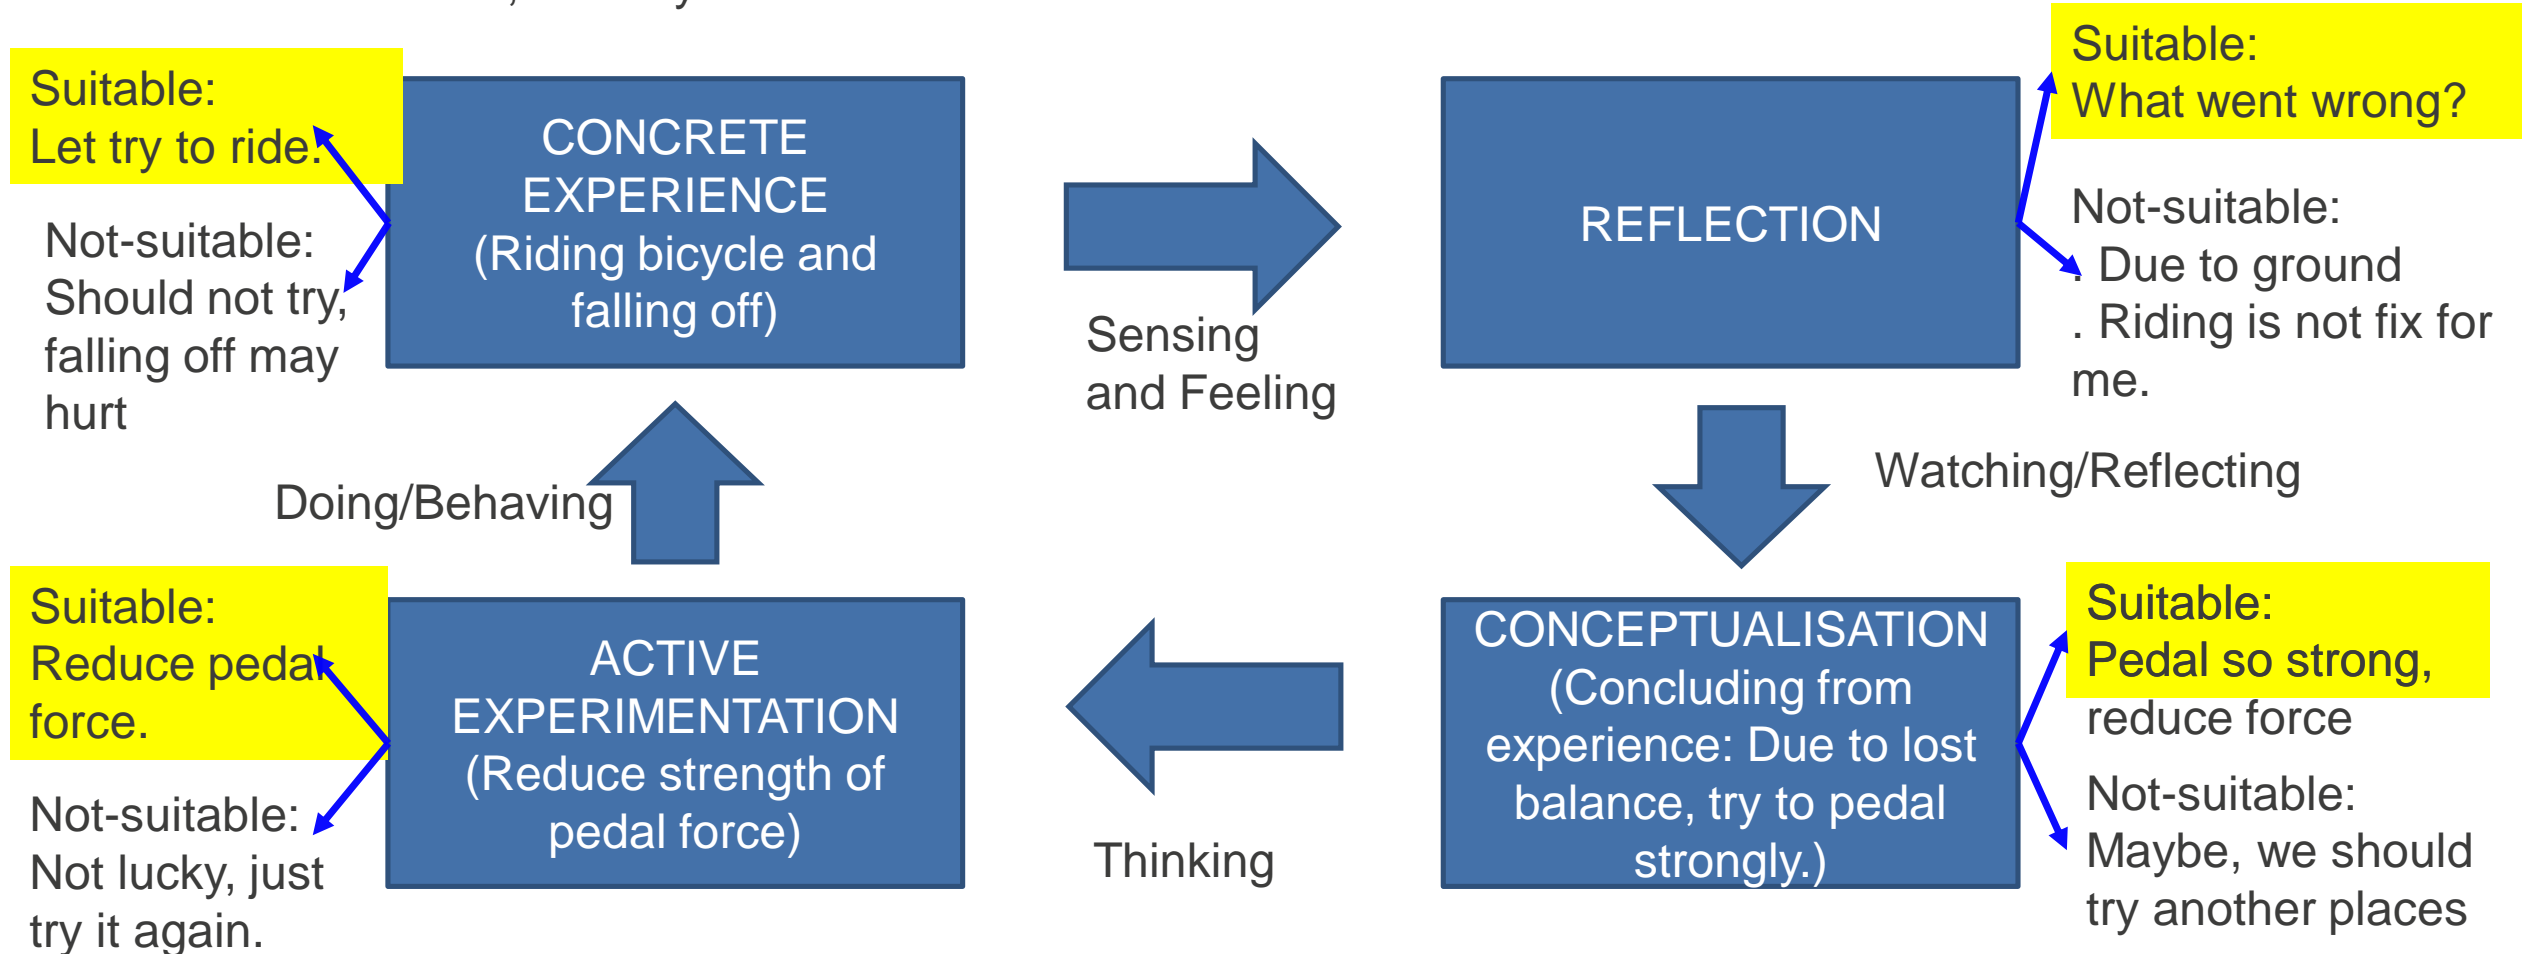 Suitable:
Let try to ride.
Not-suitable:
Should not try,
falling off may
hurt
CONCRETE
EXPERIENCE
(Riding bicycle and
falling off)
Sensing
and Feeling
REFLECTION
Suitable:
What went wrong?
Not-suitable:
. Due to ground
. Riding is not fix for
me.
Doing/Behaving
Watching/Reflecting
Suitable:
Reduce pedal
force.
Not-suitable:
Not lucky, just
try it again.
ACTIVE
EXPERIMENTATION
(Reduce strength of
pedal force)
Thinking
CONCEPTUALISATION
(Concluding from
experience: Due to lost
balance, try to pedal
strongly.)
Suitable:
Pedal so strong,
reduce force
Not-suitable:
Maybe, we should
try another places